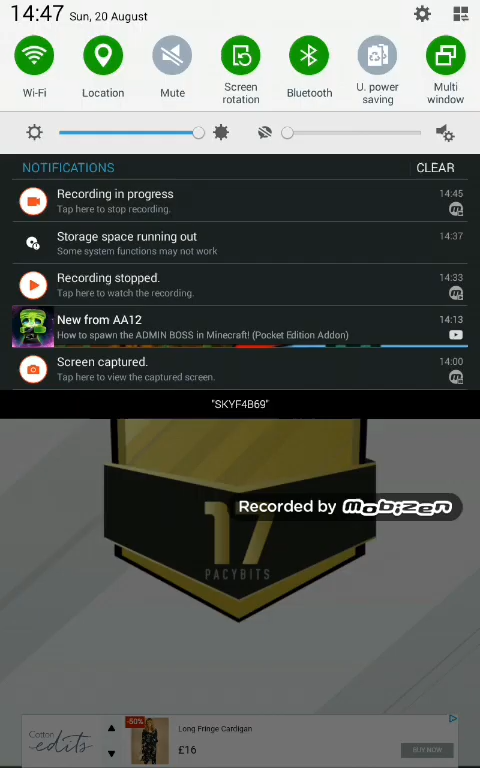 14:47 Sun, 20 August
Wi-Fi
Location
Mute
Screen rotation
Bluetooth
U. power saving
Multi window
NOTIFICATIONS
CLEAR
Recording in progress
14:45
Tap here to stop recording.
Storage space running out
14:37
Some system functions may not work
Recording stopped.
14:33
Tap here to watch the recording.
New from AA12
14:13
How to spawn the ADMIN BOSS in Minecraft! (Pocket Edition Addon)
Screen captured.
14:00
Tap here to view the captured screen.
"SKYF4B69"
Recorded by Mobizen
17
PACYBITS
Cotton edits
-50%
Long Fringe Cardigan
£16
BUY NOW